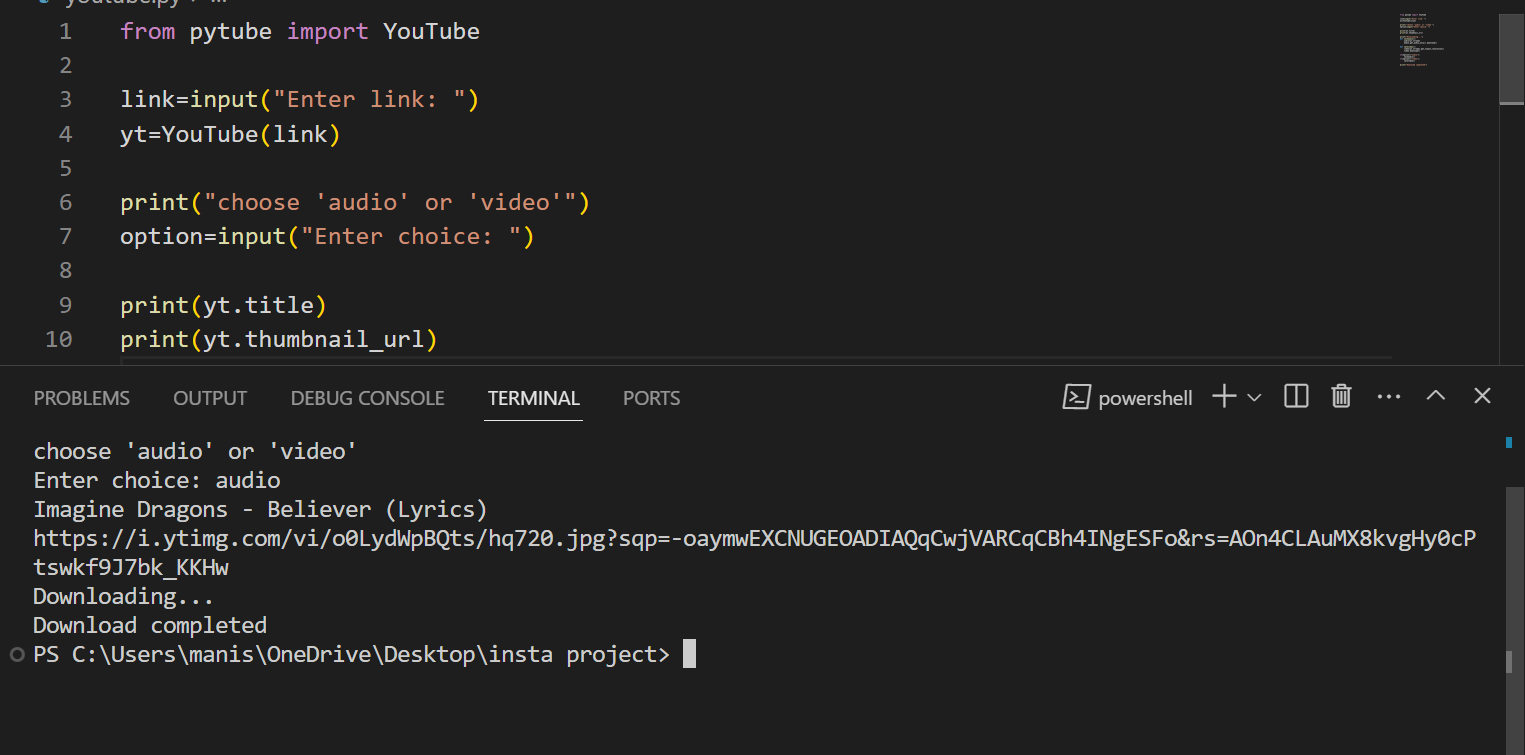 youtube.py > ...
1 from pytube import YouTube
2
3 link=input("Enter link: ")
4 yt=YouTube(link)
5
6 print("choose 'audio' or 'video'")
7 option=input("Enter choice: ")
8
9 print(yt.title)
10 print(yt.thumbnail_url)
PROBLEMS OUTPUT DEBUG CONSOLE TERMINAL PORTS powershell
choose 'audio' or 'video'
Enter choice: audio
Imagine Dragons - Believer (Lyrics)
https://i.ytimg.com/vi/o0LydWpBQts/hq720.jpg?sqp=-oaymwEXCNUGEOADIAQqCwjVARCqCBh4INgESFo&rs=AOn4CLAuMX8kvgHy0cP
tswkf9J7bk_KKHw
Downloading...
Download completed
PS C:\Users\manis\OneDrive\Desktop\insta project>